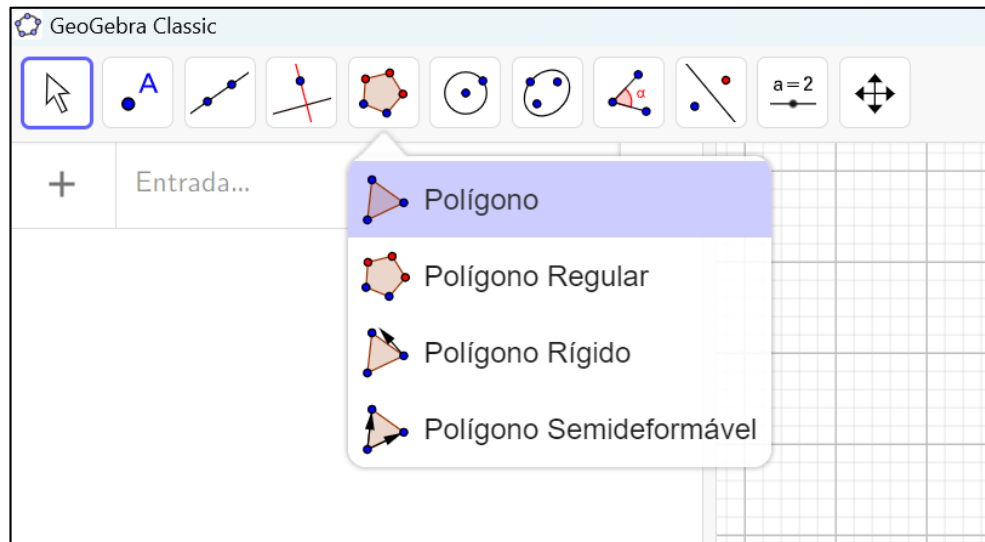 GeoGebra Classic
A
α
a=2
Entrada...
Polígono
Polígono Regular
Polígono Rígido
Polígono Semideformável